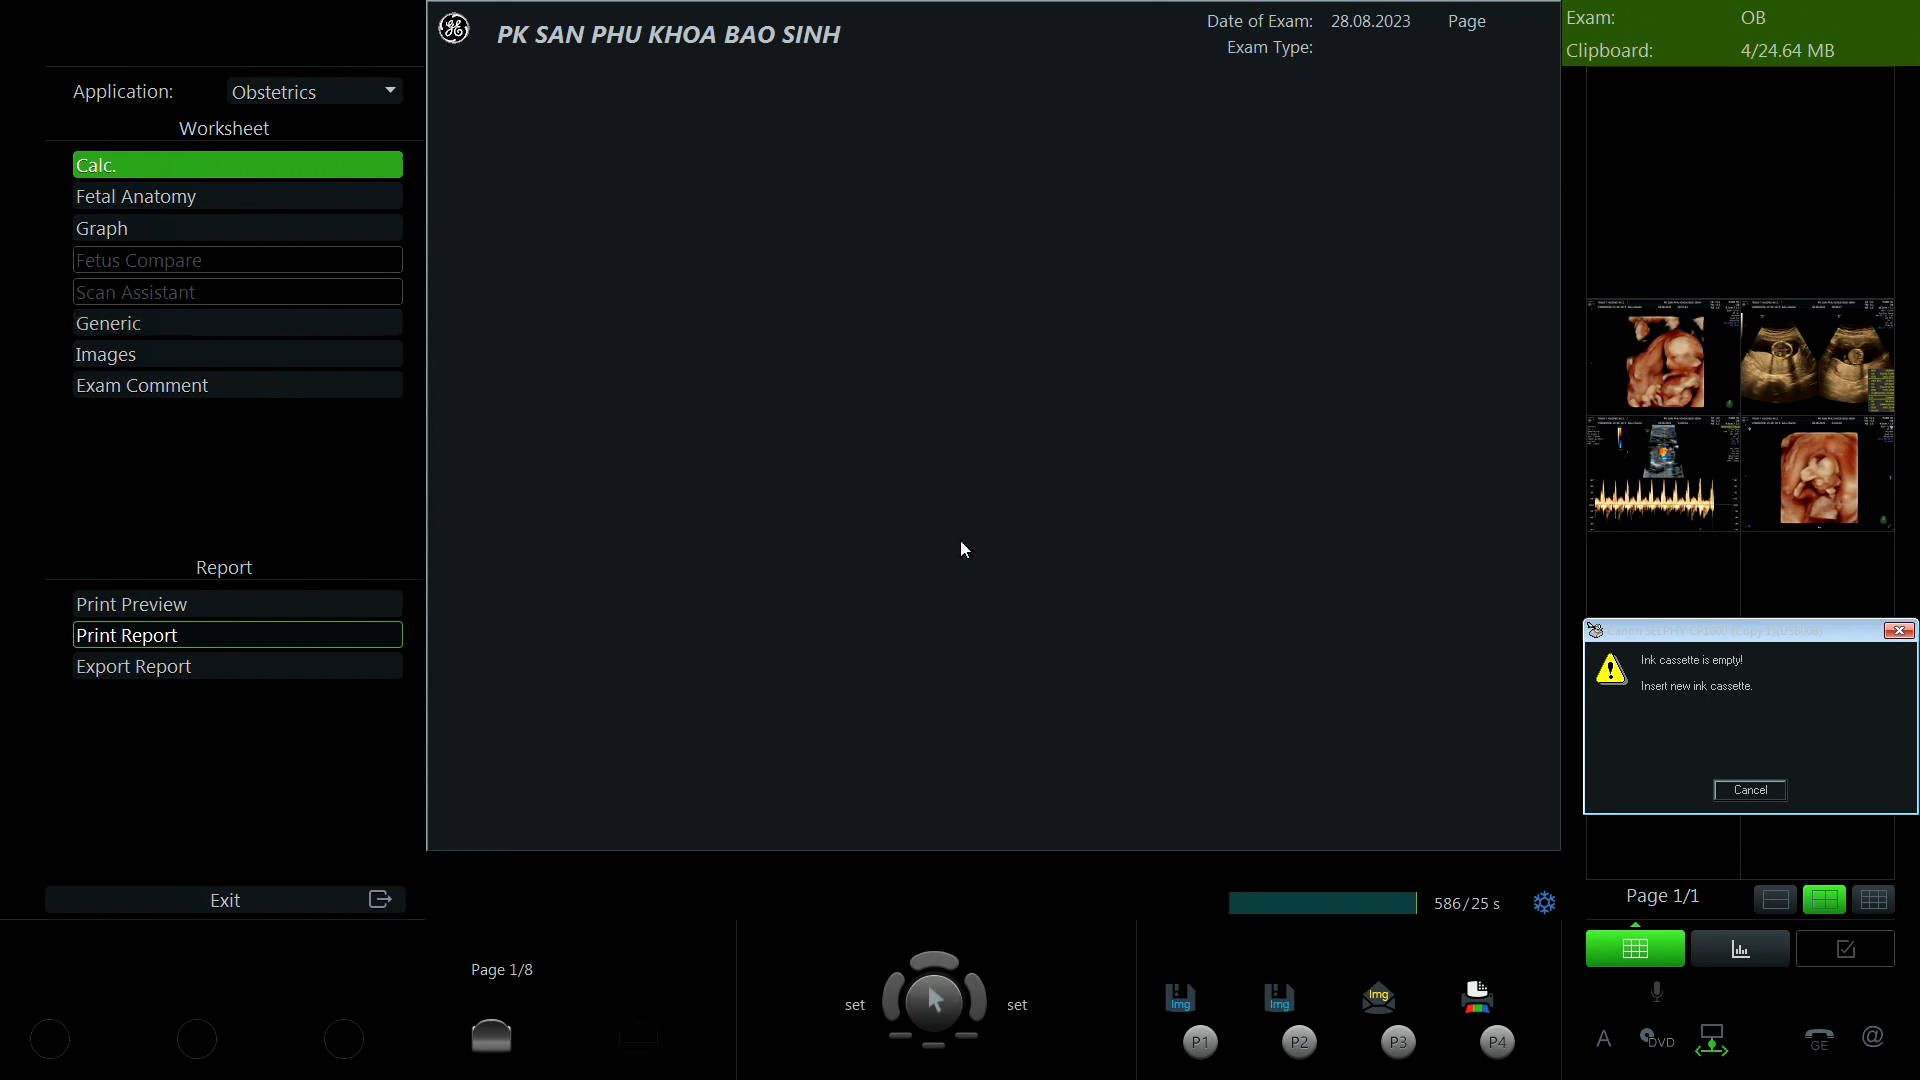 PK SAN PHU KHOA BAO SINH
Date of Exam: 28.08.2023 Page
Exam Type:
Exam: OB
Clipboard: 4/24.64 MB
Application: Obstetrics
Worksheet
Calc.
Fetal Anatomy
Graph
Fetus Compare
Scan Assistant
Generic
Images
Exam Comment
Report
Print Preview
Print Report
Export Report
Exit
Ink cassette is empty!
Insert new ink cassette.
Cancel
586/25 s
Page 1/1
Page 1/8
set
set
Img
Img
Img
P1
P2
P3
P4
A
DVD
GE
@